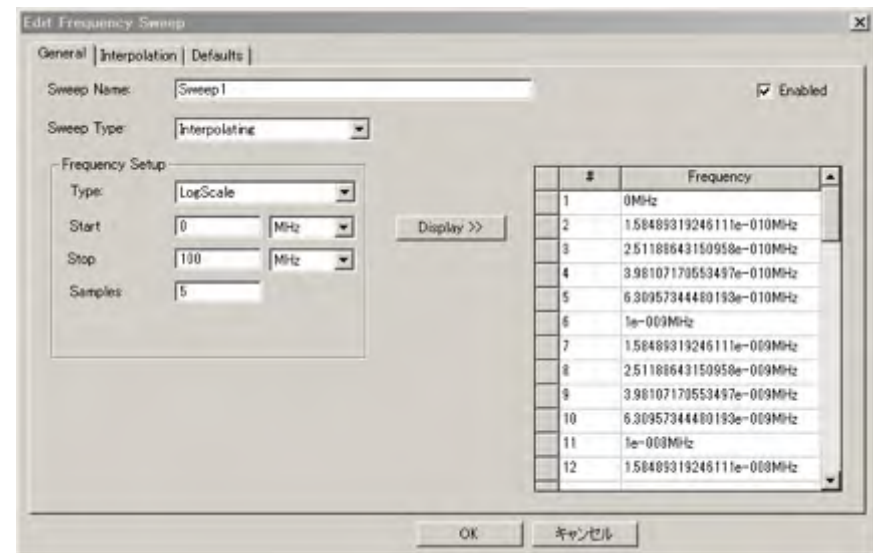 Edit Frequency Sweep
General Interpolation Defaults
Sweep Name: Sweep1 Enabled
Sweep Type: Interpolating
Frequency Setup
Type: LogScale
Start 0 MHz
Stop 100 MHz
Samples 5
Display >>
# Frequency
1 0MHz
2 1.58489319246111e-010MHz
3 2.51188643150958e-010MHz
4 3.98107170553497e-010MHz
5 6.30957344480193e-010MHz
6 1e-009MHz
7 1.58489319246111e-009MHz
8 2.51188643150958e-009MHz
9 3.98107170553497e-009MHz
10 6.30957344480193e-009MHz
11 1e-008MHz
12 1.58489319246111e-008MHz
OK キャンセル